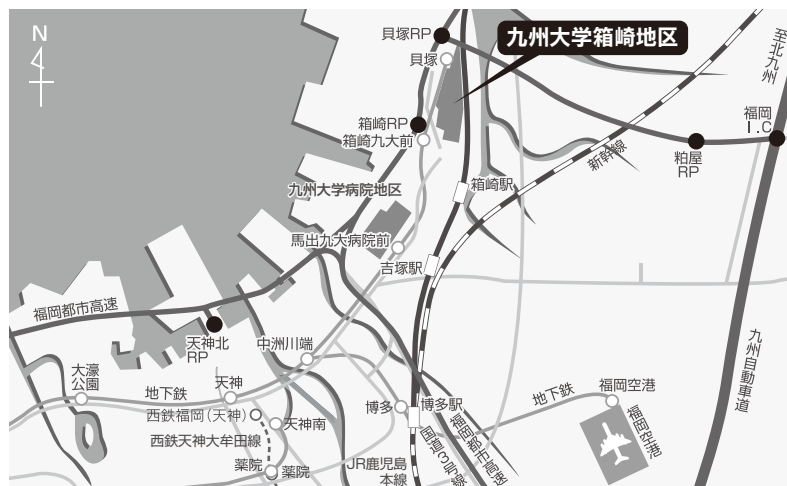 N
貝塚RP
貝塚
九州大学箱崎地区
至北九州
福岡
I.C
粕屋
RP
箱崎RP
箱崎九大前
新幹線
箱崎駅
九州大学病院地区
馬出九大病院前
吉塚駅
福岡都市高速
天神北
RP
中洲川端
大濠
公園
地下鉄
天神
西鉄福岡(天神)
天神南
西鉄天神大牟田線
薬院
薬院
博多
博多駅
地下鉄
福岡空港
福岡空港
九州自動車道
JR鹿児島
本線
国道3号線
福岡都市高速